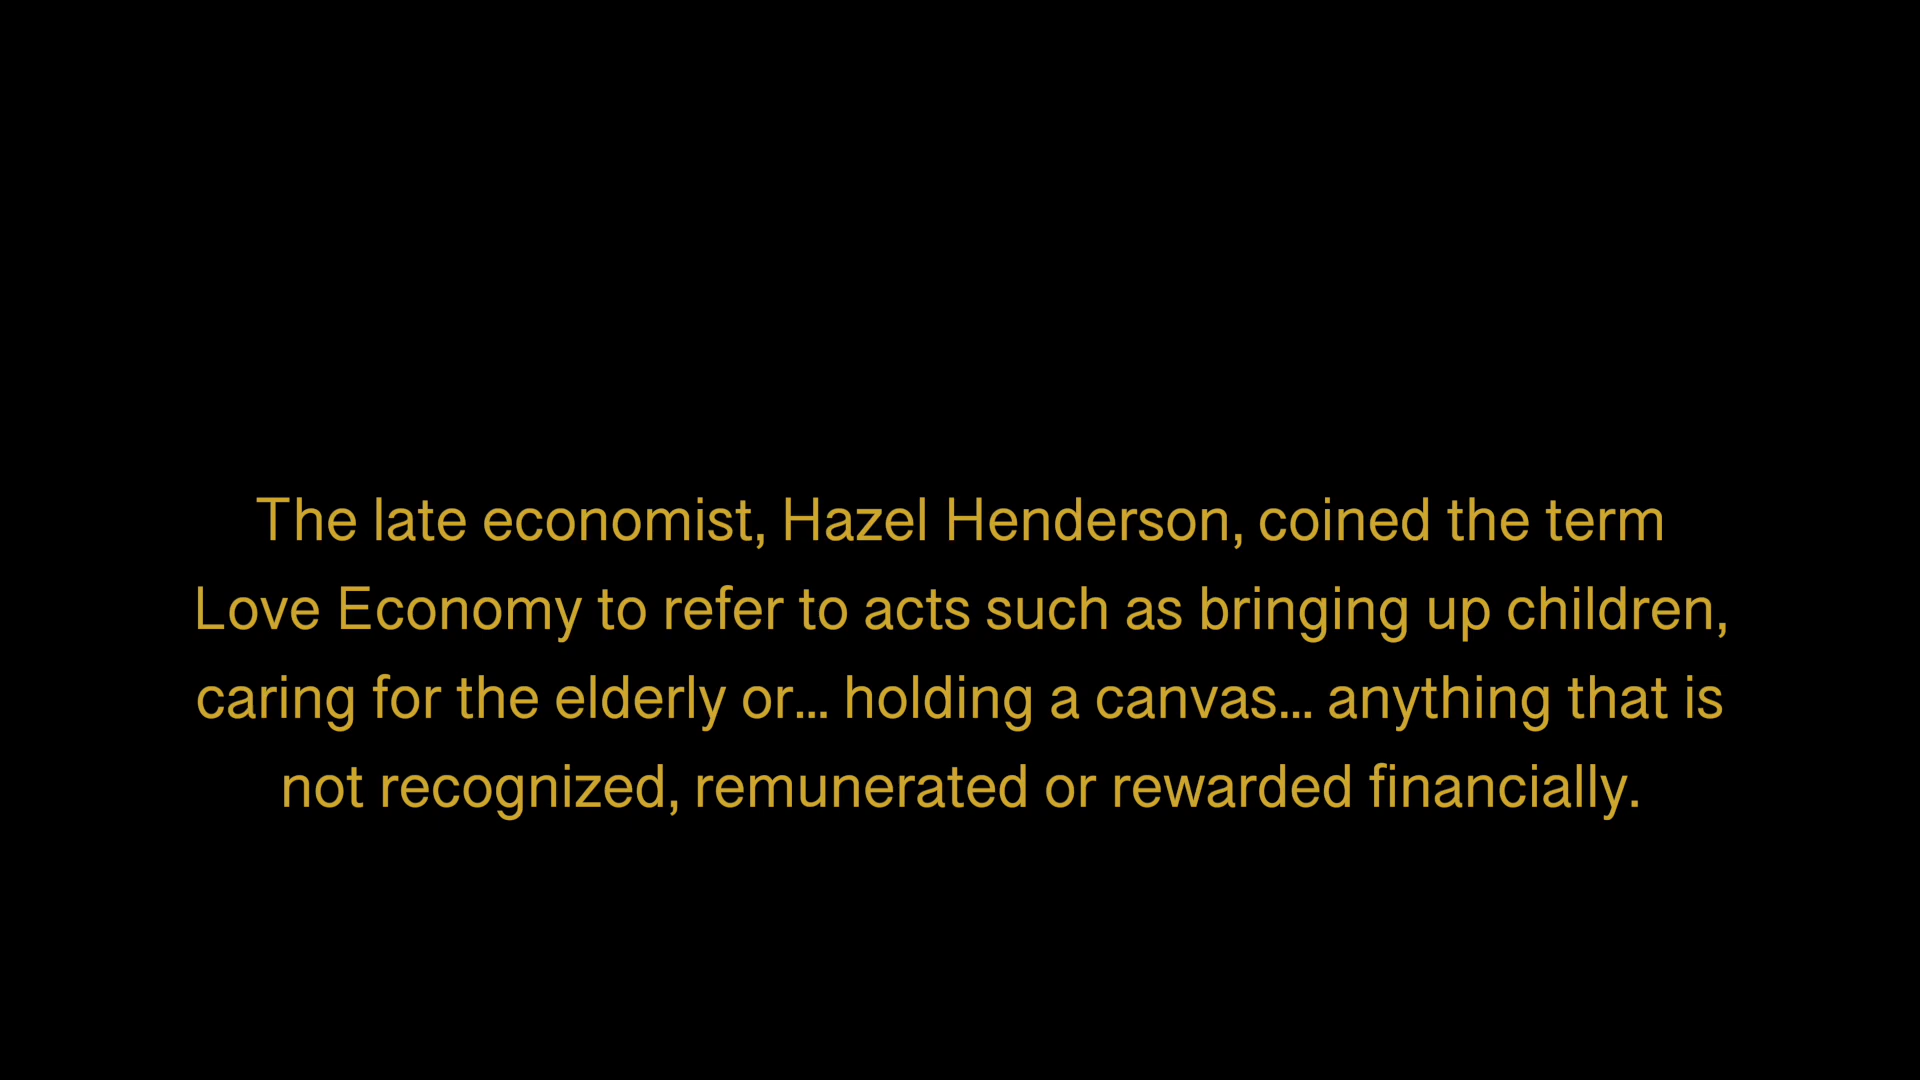 The late economist, Hazel Henderson, coined the term
Love Economy to refer to acts such as bringing up children,
caring for the elderly or... holding a canvas... anything that is
not recognized, remunerated or rewarded financially.